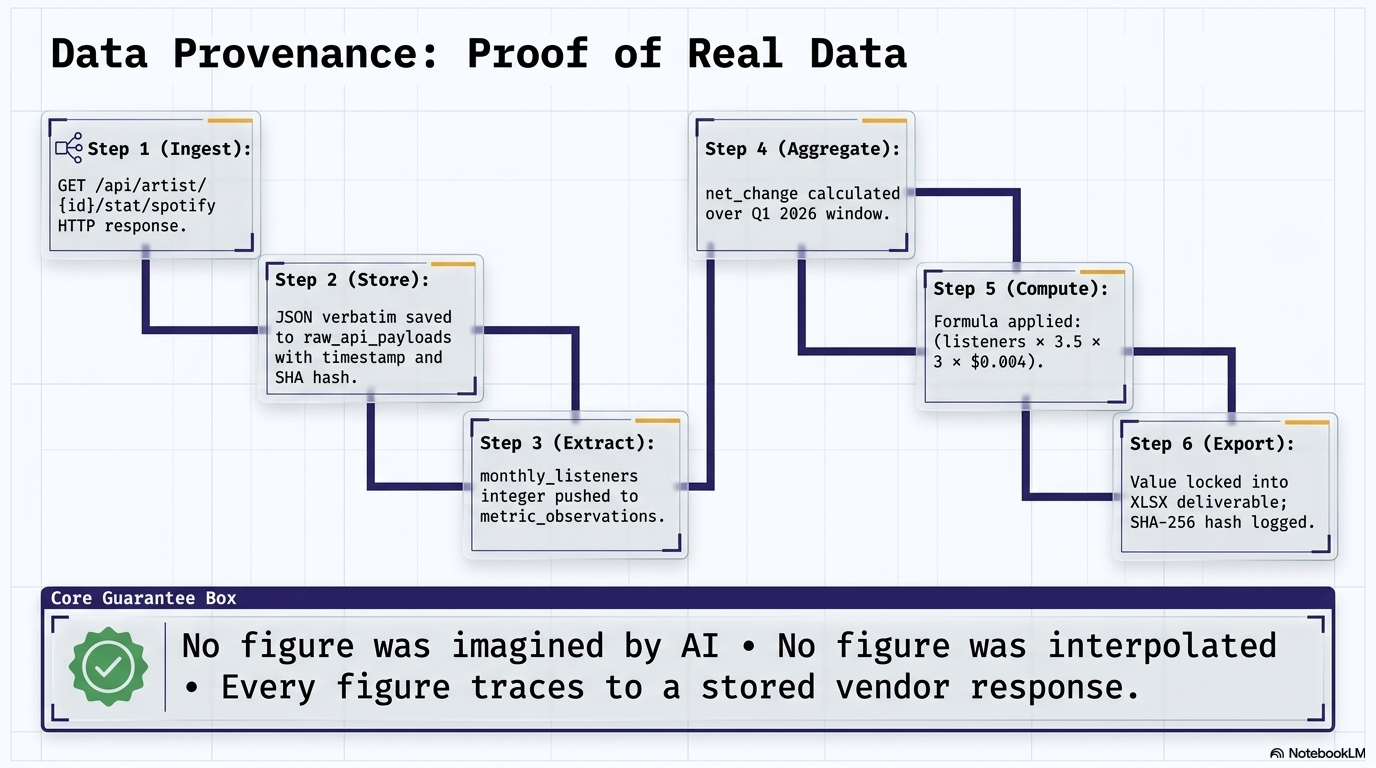 Data Provenance: Proof of Real Data
Step 1 (Ingest):
GET /api/artist/
{id}/stat/spotify
HTTP response.
Step 2 (Store):
JSON verbatim saved
to raw_api_payloads
with timestamp and
SHA hash.
Step 3 (Extract):
monthly_listeners
integer pushed to
metric_observations.
Step 4 (Aggregate):
net_change calculated
over Q1 2026 window.
Step 5 (Compute):
Formula applied:
(listeners × 3.5 ×
3 × $0.004).
Step 6 (Export):
Value locked into
XLSX deliverable;
SHA-256 hash logged.
Core Guarantee Box
No figure was imagined by AI • No figure was interpolated
• Every figure traces to a stored vendor response.
NotebookLM